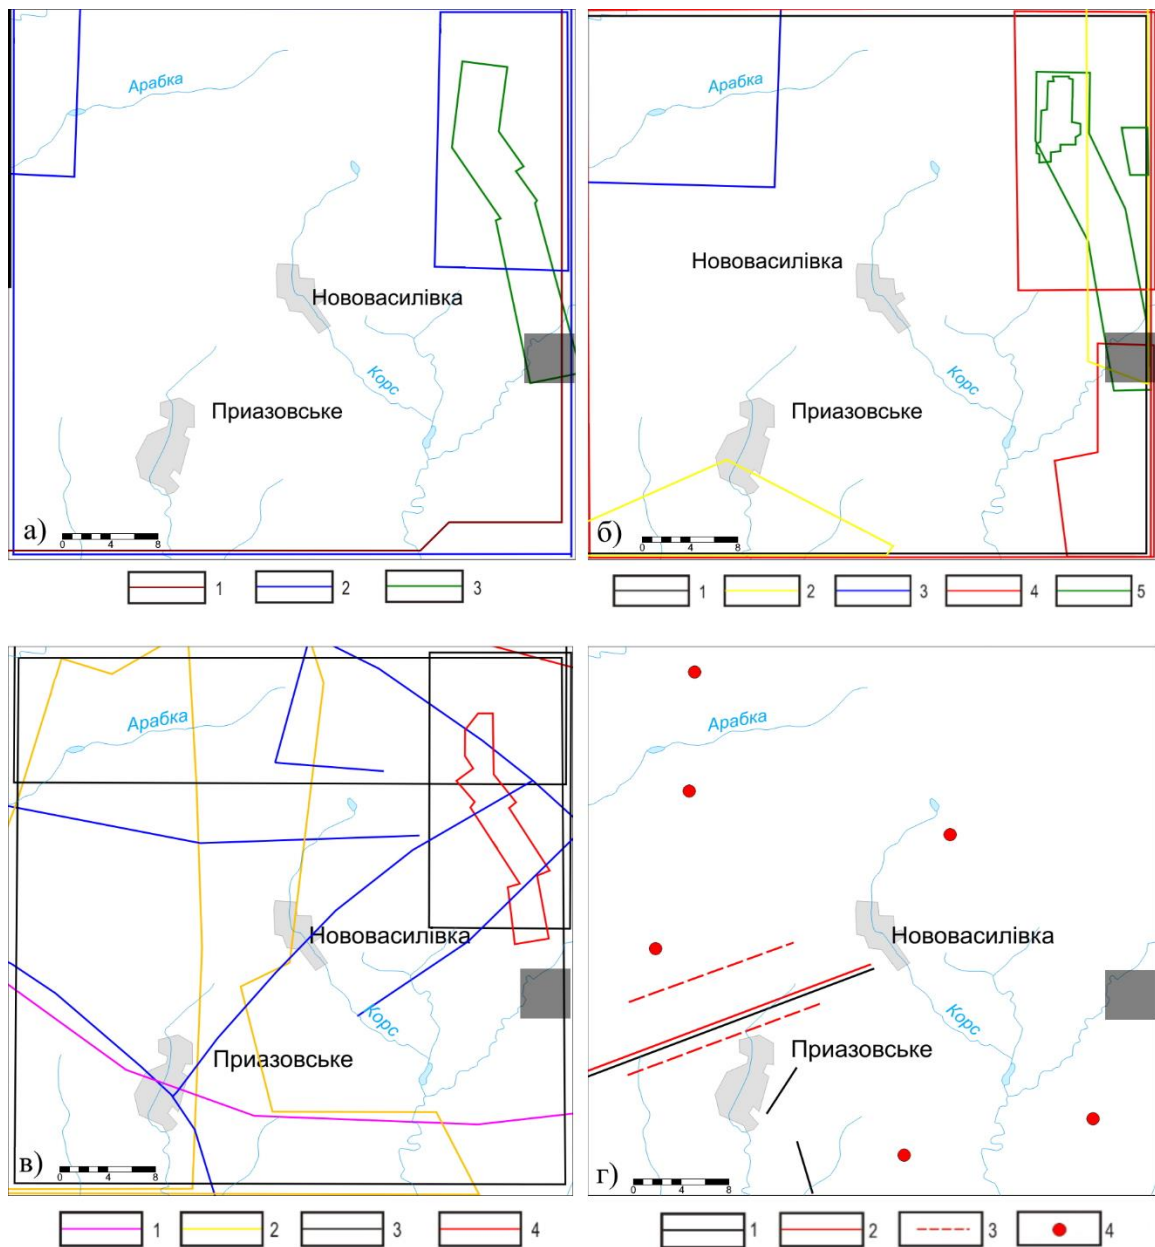 Арабка
Нововасилівка
Корс
Приазовське
а)
0 4 8
1 2 3
Арабка
Нововасилівка
Корс
Приазовське
б)
0 4 8
1 2 3 4 5
Арабка
Нововасилівка
Корс
Приазовське
в)
0 4 8
1 2 3 4
Арабка
Нововасилівка
Корс
Приазовське
г)
0 4 8
1 2 3 4